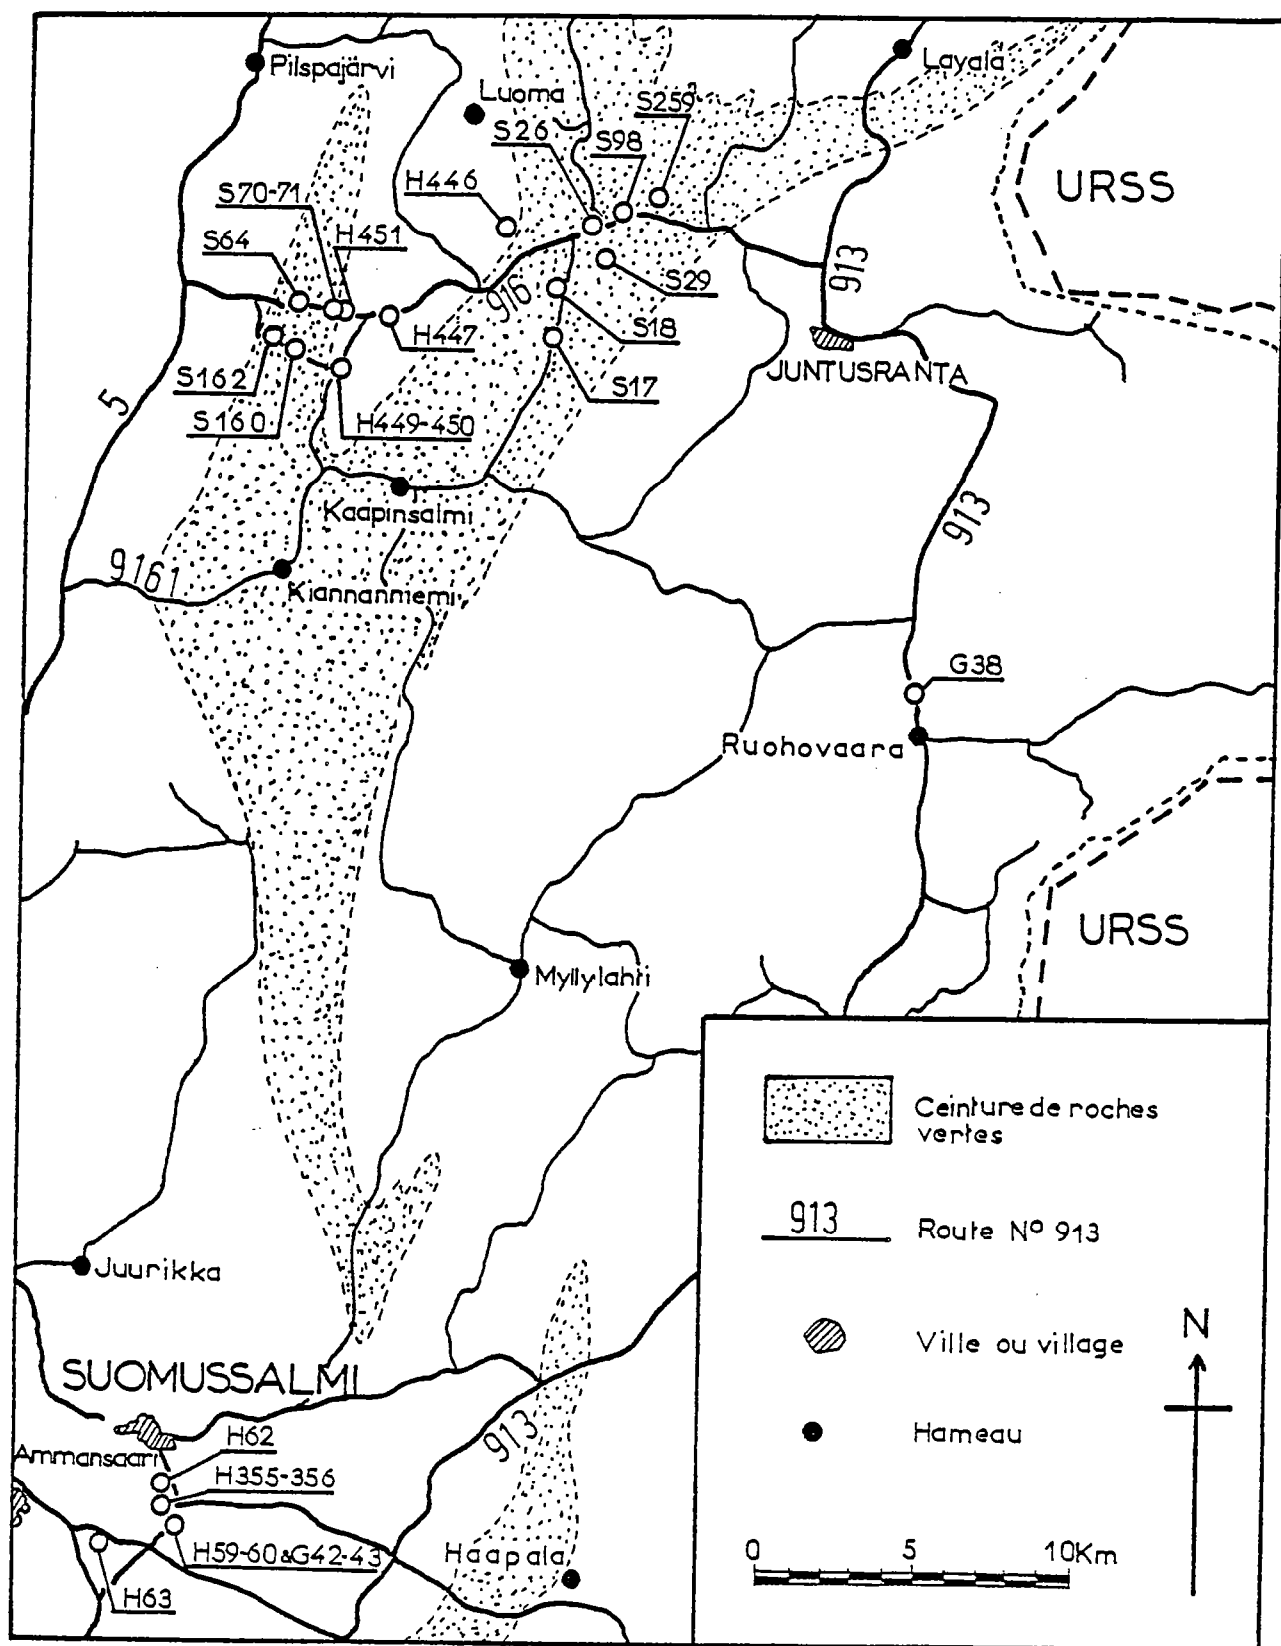 Pilspajärvi
Layala
Luoma
S259
S26
S98
URSS
S70-71
H446
H451
S64
913
S29
916
S18
H447
S162
S17
JUNTUSRANTA
5
S160
H449-450
Kaapinsalmi
913
9161
Kiannanniemi
G38
Ruohovaara
URSS
Myllylahti
Juurikka
SUOMUSSALMI
H62
Ammansaari
H355-356
913
H59-60&G42-43
Haapala
H63
Ceinture de roches
vertes
913
Route Nº 913
Ville ou village
N
Hameau
0 5 10Km